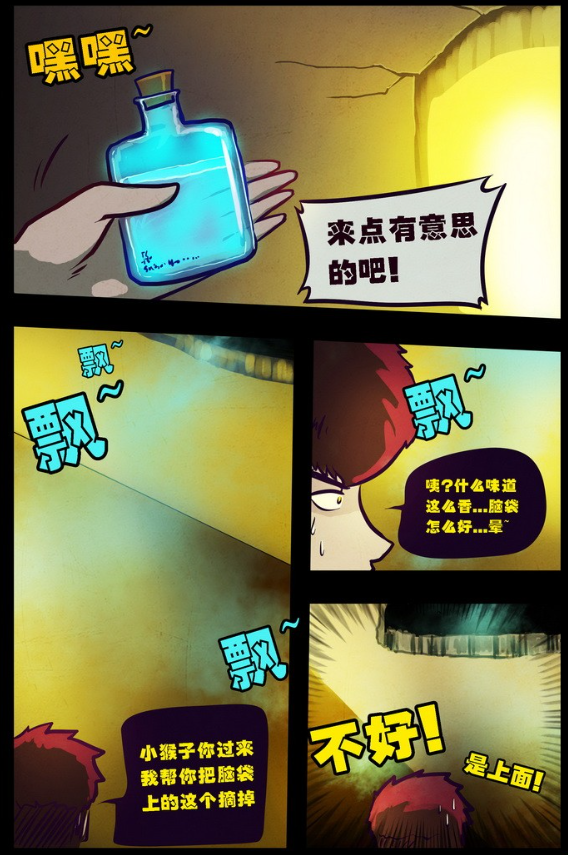 嘿嘿~
来点有意思
的吧!
飘~
飘~
飘~
小猴子你过来
我帮你把脑袋
上的这个摘掉
飘~
咦?什么味道
这么香...脑袋
怎么好...晕~
不好!
是上面!